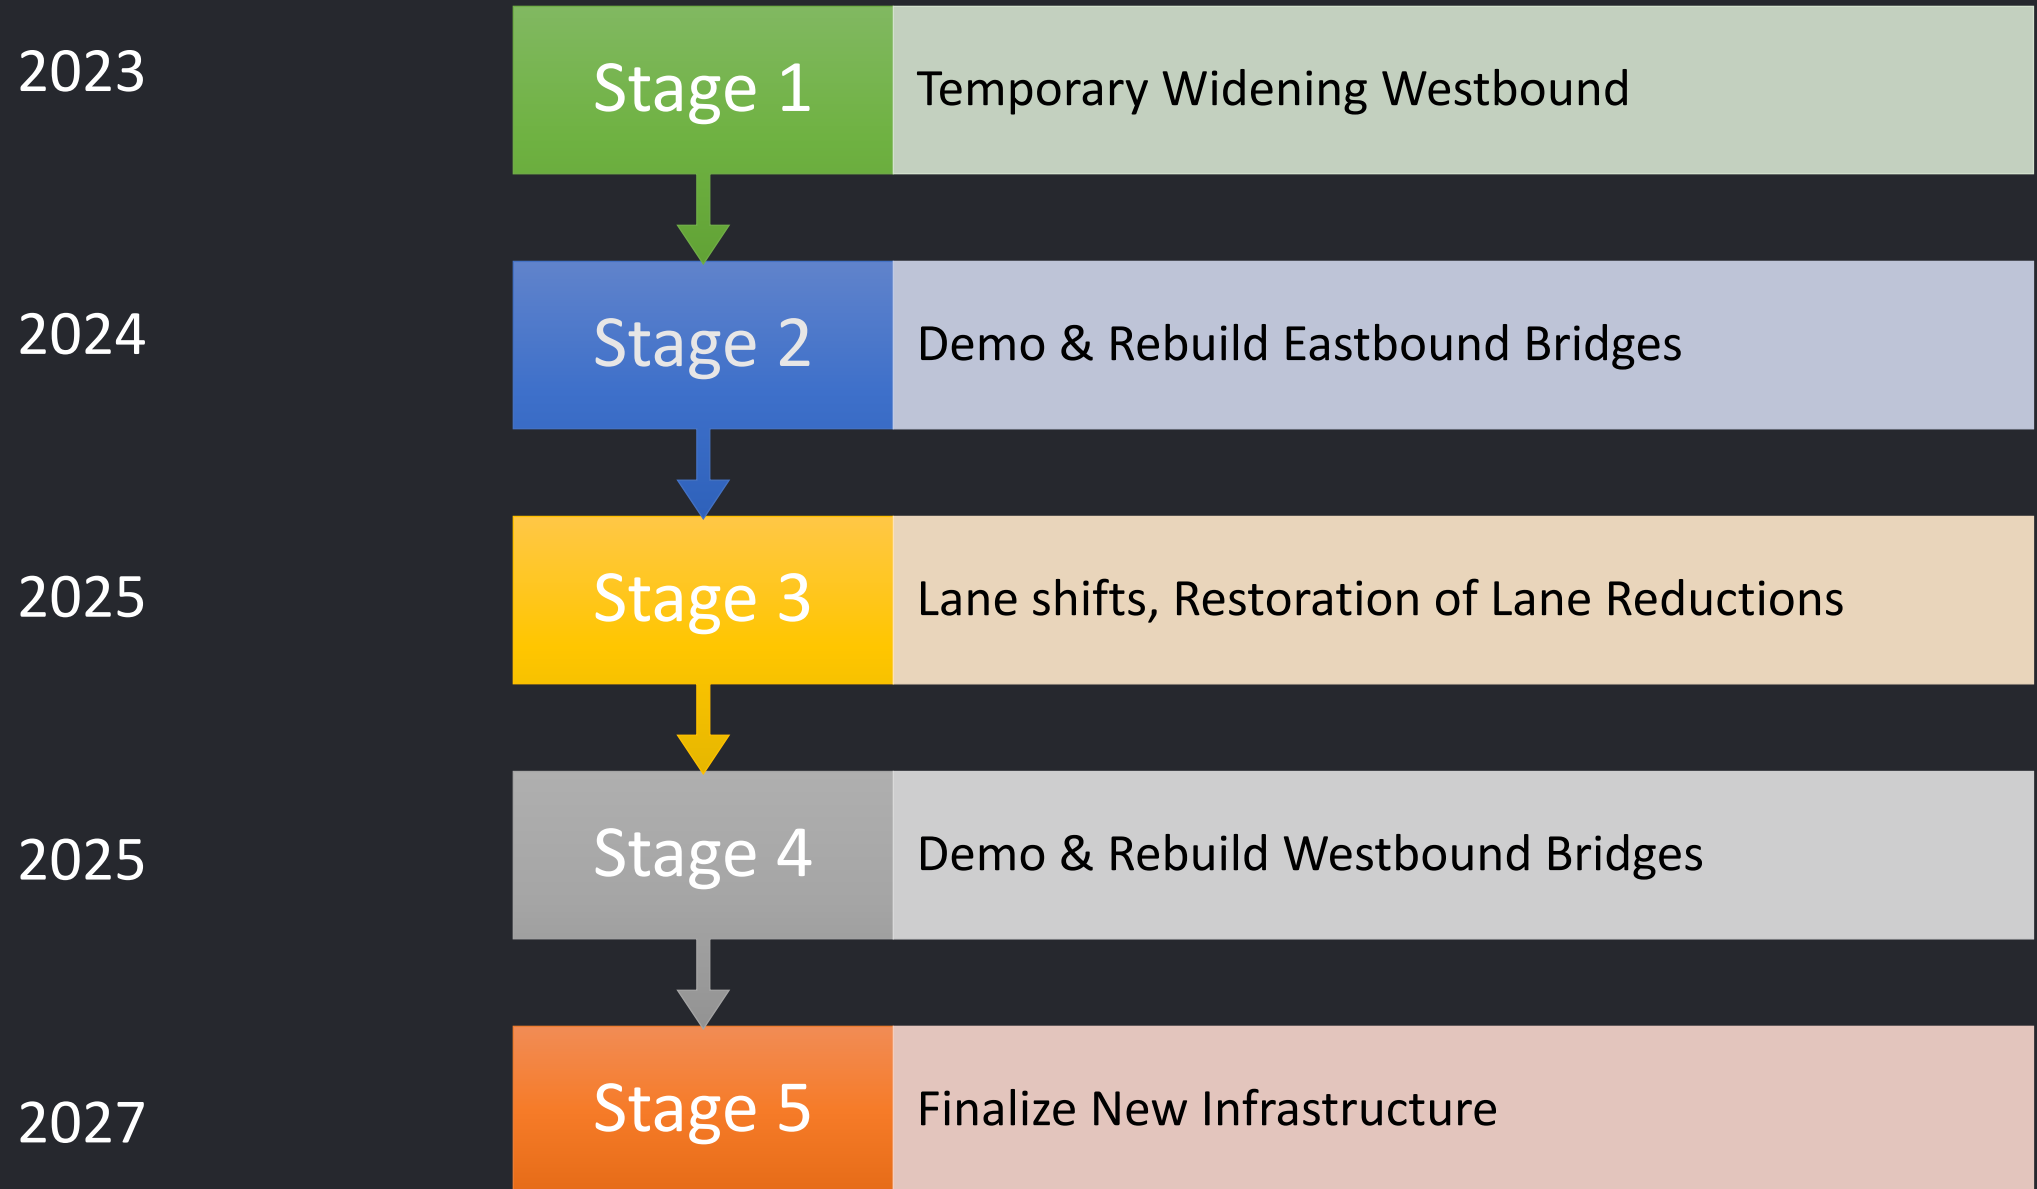 2023
Stage 1
Temporary Widening Westbound
2024
Stage 2
Demo & Rebuild Eastbound Bridges
2025
Stage 3
Lane shifts, Restoration of Lane Reductions
2025
Stage 4
Demo & Rebuild Westbound Bridges
2027
Stage 5
Finalize New Infrastructure